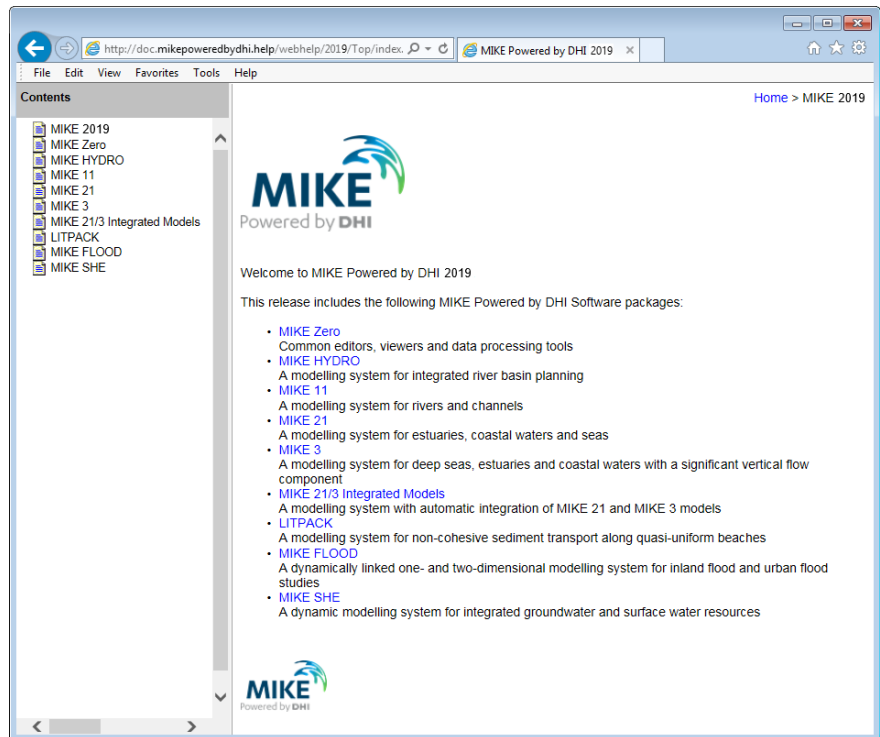 http://doc.mikepoweredbydhi.help/webhelp/2019/Top/index.
MIKE Powered by DHI 2019
File Edit View Favorites Tools Help
Contents
Home > MIKE 2019
MIKE 2019
MIKE Zero
MIKE HYDRO
MIKE 11
MIKE 21
MIKE 3
MIKE 21/3 Integrated Models
LITPACK
MIKE FLOOD
MIKE SHE
MIKE
Powered by DHI
Welcome to MIKE Powered by DHI 2019
This release includes the following MIKE Powered by DHI Software packages:
• MIKE Zero
Common editors, viewers and data processing tools
• MIKE HYDRO
A modelling system for integrated river basin planning
• MIKE 11
A modelling system for rivers and channels
• MIKE 21
A modelling system for estuaries, coastal waters and seas
• MIKE 3
A modelling system for deep seas, estuaries and coastal waters with a significant vertical flow
component
• MIKE 21/3 Integrated Models
A modelling system with automatic integration of MIKE 21 and MIKE 3 models
• LITPACK
A modelling system for non-cohesive sediment transport along quasi-uniform beaches
• MIKE FLOOD
A dynamically linked one- and two-dimensional modelling system for inland flood and urban flood
studies
• MIKE SHE
A dynamic modelling system for integrated groundwater and surface water resources
MIKE
Powered by DHI